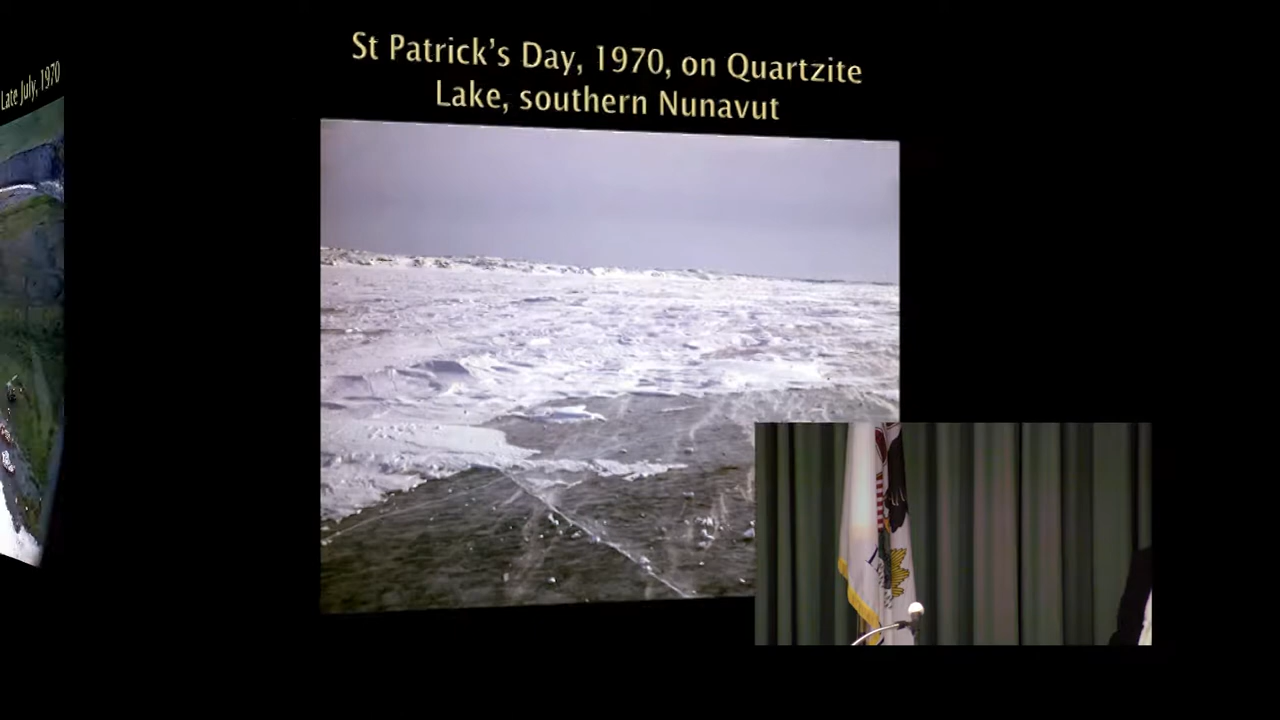 Late July, 1970
St Patrick's Day, 1970, on Quartzite
Lake, southern Nunavut